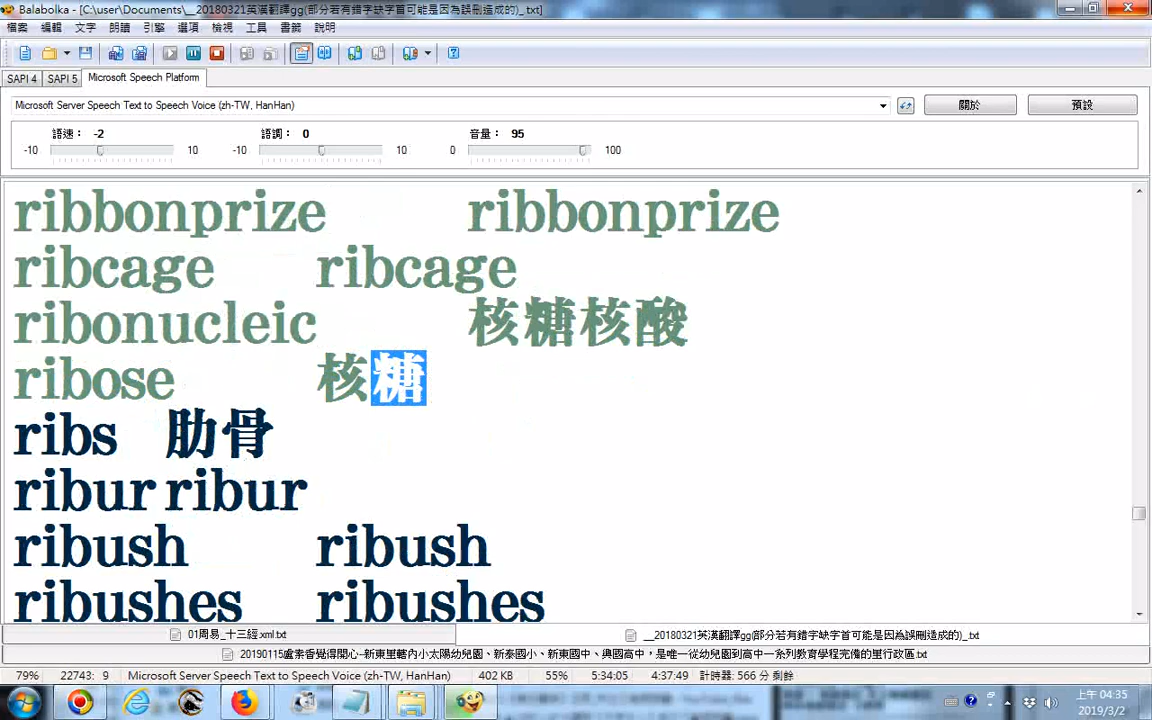 Balabolka - [C:\user\Documents\__20180321英漢翻譯gg(部分若有錯字缺字首可能是因為誤刪造成的)_.txt]
檔案 編輯 文字 朗讀 引擎 選項 檢視 工具 書籤 說明
SAPI 4 SAPI 5 Microsoft Speech Platform
Microsoft Server Speech Text to Speech Voice (zh-TW, HanHan) 關於 預設
語速： -2 語調： 0 音量： 95
-10 10 -10 10 0 100
ribbonprize ribbonprize
ribcage ribcage
ribonucleic 核糖核酸
ribose 核糖
ribs 肋骨
ribur ribur
ribush ribush
ribushes ribushes
01周易_十三經.xml.txt __20180321英漢翻譯gg(部分若有錯字缺字首可能是因為誤刪造成的)_.txt
20190115盧素香覺得開心-新東里轄內小太陽幼兒園、新泰國小、新東國中、興國高中，是唯一從幼兒園到高中一系列教育學程完備的里行政區.txt
79% 22743: 9 Microsoft Server Speech Text to Speech Voice (zh-TW, HanHan) 402 KB 55% 5:34:05 4:37:49 計時器: 566 分 剩餘
上午 04:35
2019/3/2